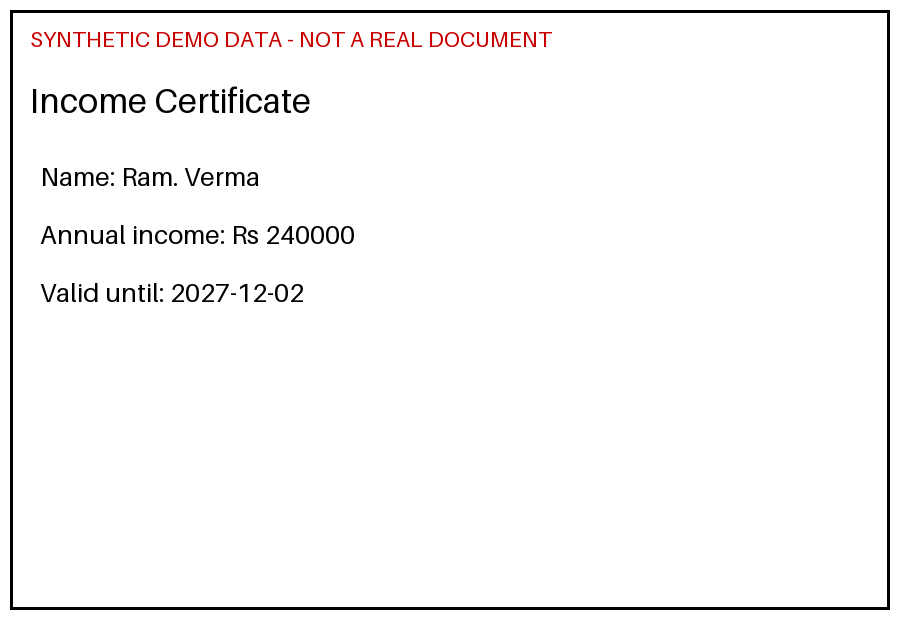 SYNTHETIC DEMO DATA - NOT A REAL DOCUMENT
Income Certificate
Name: Ram. Verma
Annual income: Rs 240000
Valid until: 2027-12-02